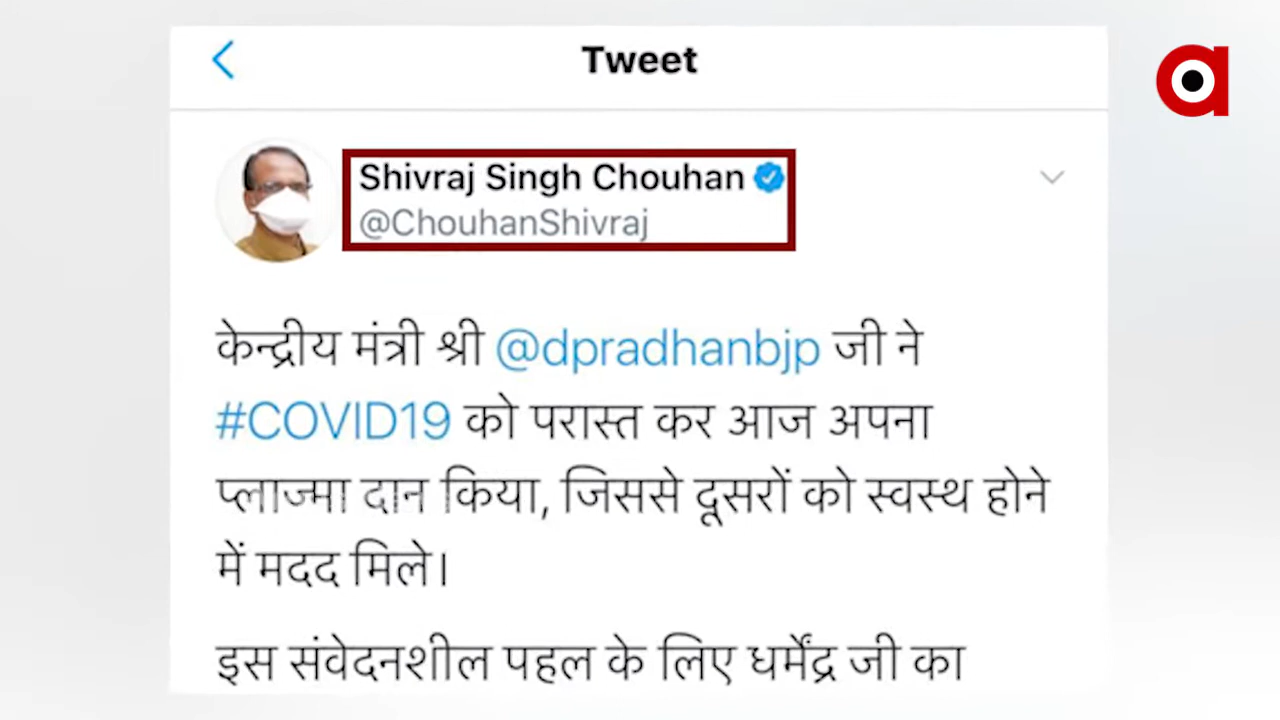 Tweet
Shivraj Singh Chouhan
@ChouhanShivraj
केन्द्रीय मंत्री श्री @dpradhanbjp जी ने
#COVID19 को परास्त कर आज अपना
प्लाज्मा दान किया, जिससे दूसरों को स्वस्थ होने
में मदद मिले।
इस संवेदनशील पहल के लिए धर्मेंद्र जी का